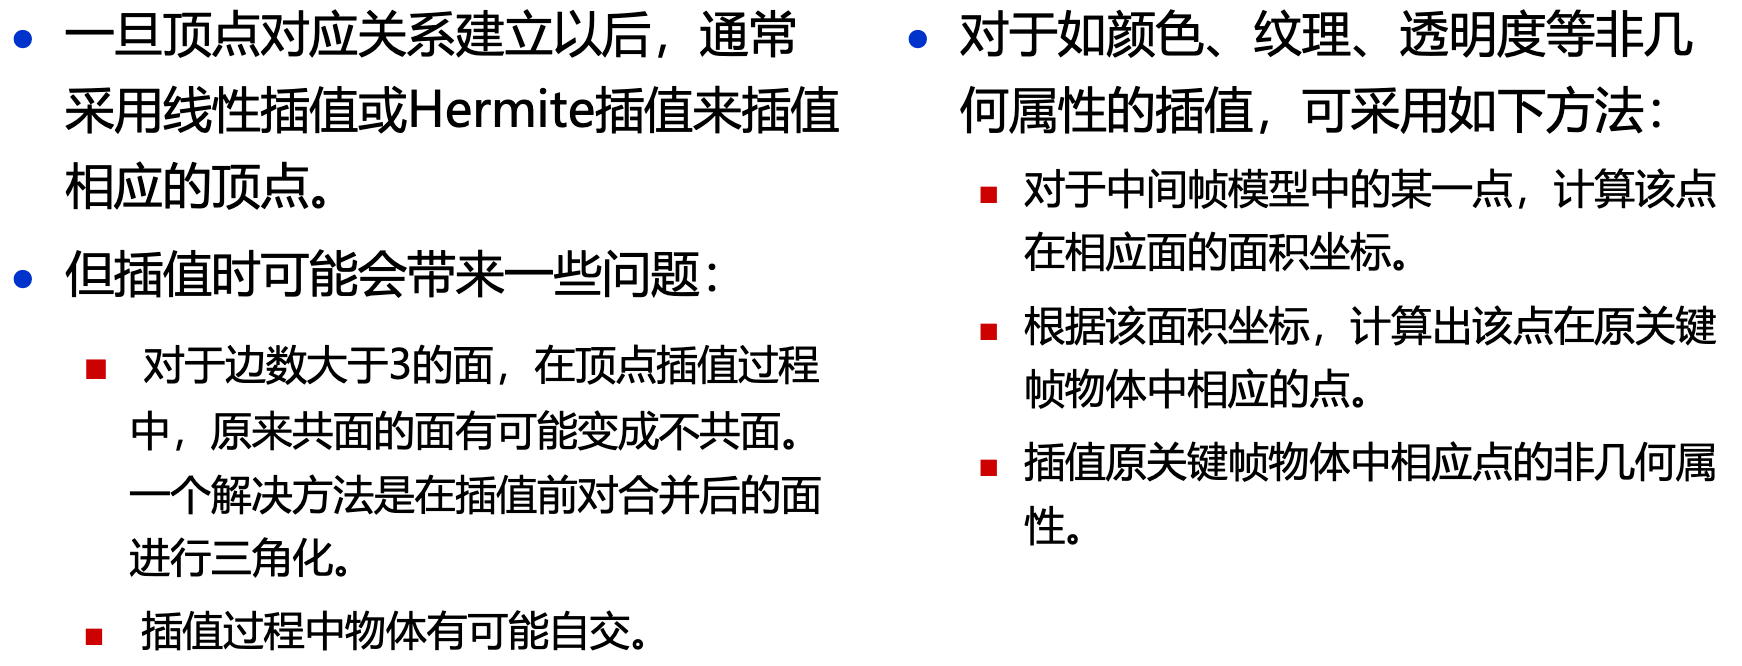 一旦顶点对应关系建立以后，通常
采用线性插值或Hermite插值来插值
相应的顶点。
但插值时可能会带来一些问题：
对于边数大于3的面，在顶点插值过程
中，原来共面的面有可能变成不共面。
一个解决方法是在插值前对合并后的面
进行三角化。
插值过程中物体有可能自交。
对于如颜色、纹理、透明度等非几
何属性的插值，可采用如下方法：
对于中间帧模型中的某一点，计算该点
在相应面的面积坐标。
根据该面积坐标，计算出该点在原关键
帧物体中相应的点。
插值原关键帧物体中相应点的非几何属
性。